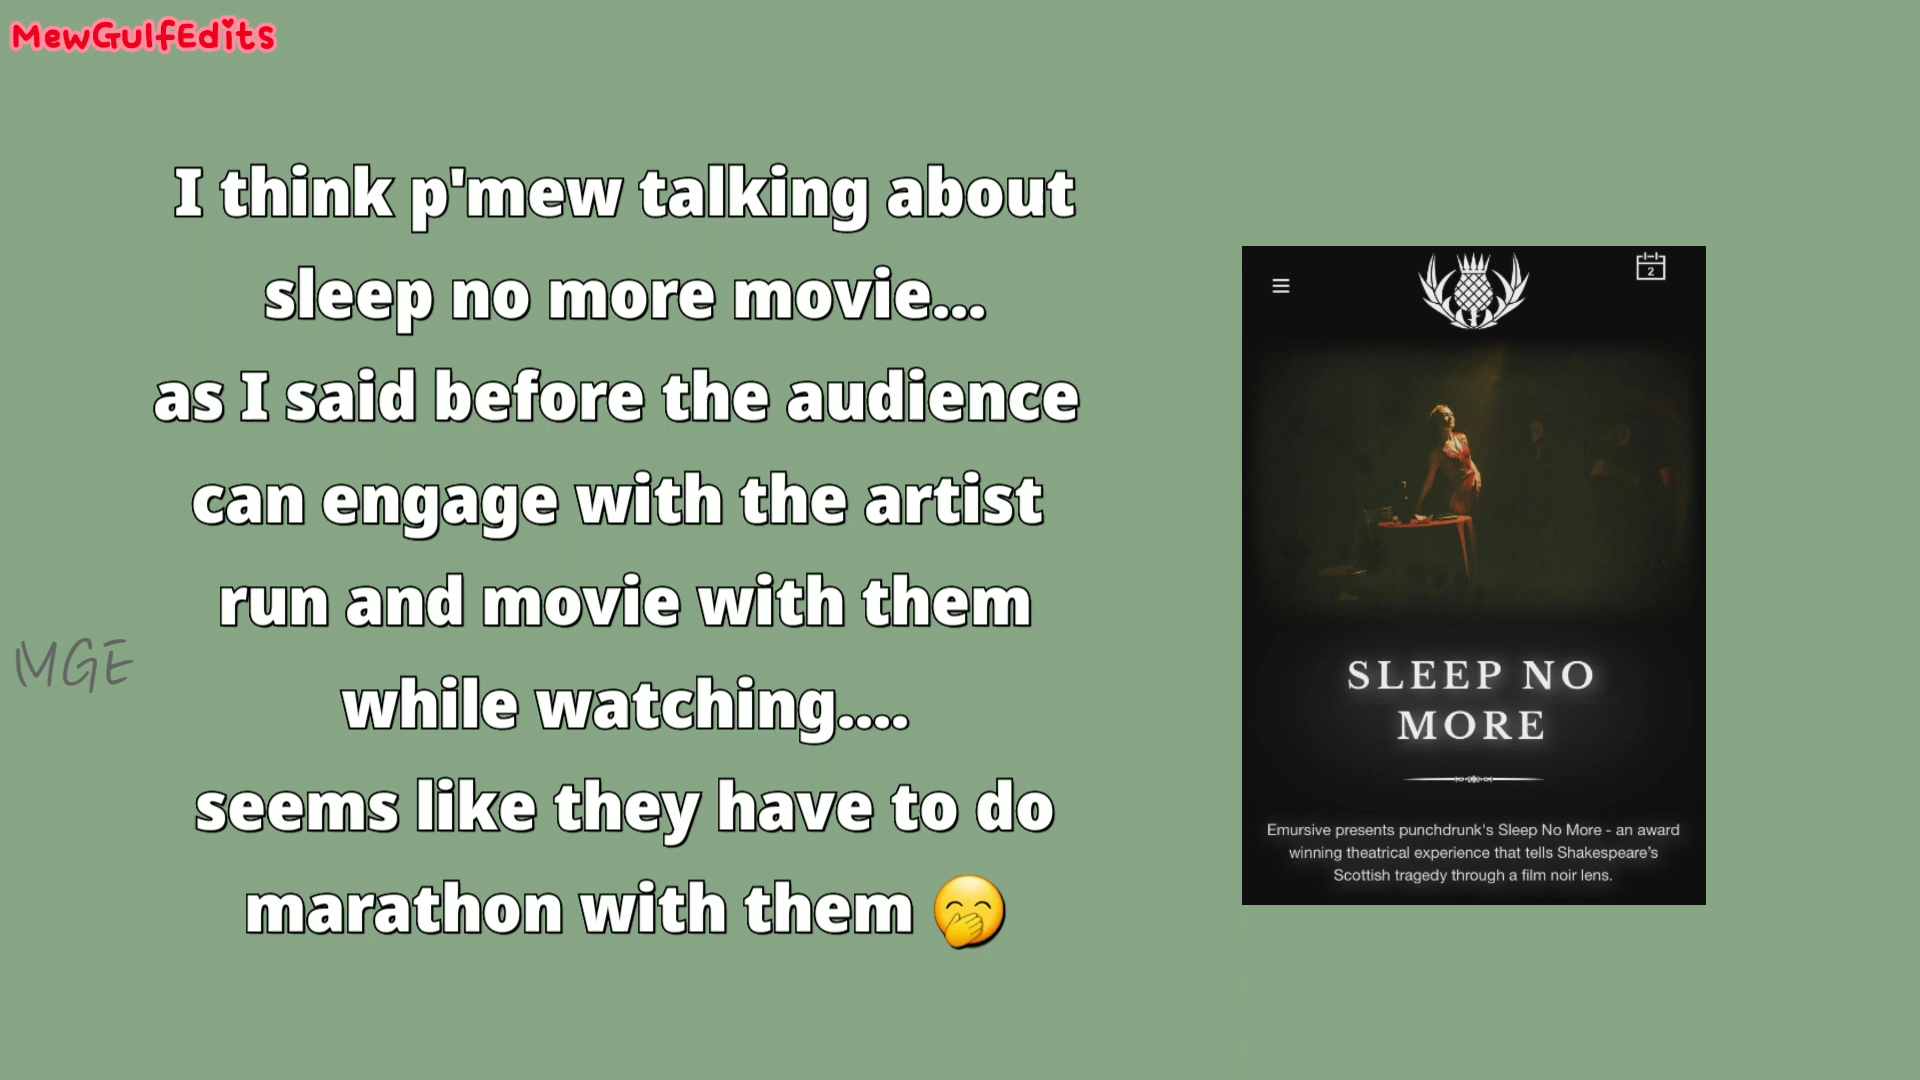 MewGulfEdits
I think p'mew talking about
sleep no more movie...
as I said before the audience
can engage with the artist
run and movie with them
while watching....
seems like they have to do
marathon with them 🤭
MGE
2
SLEEP NO
MORE
Emursive presents punchdrunk's Sleep No More - an award
winning theatrical experience that tells Shakespeare's
Scottish tragedy through a film noir lens.